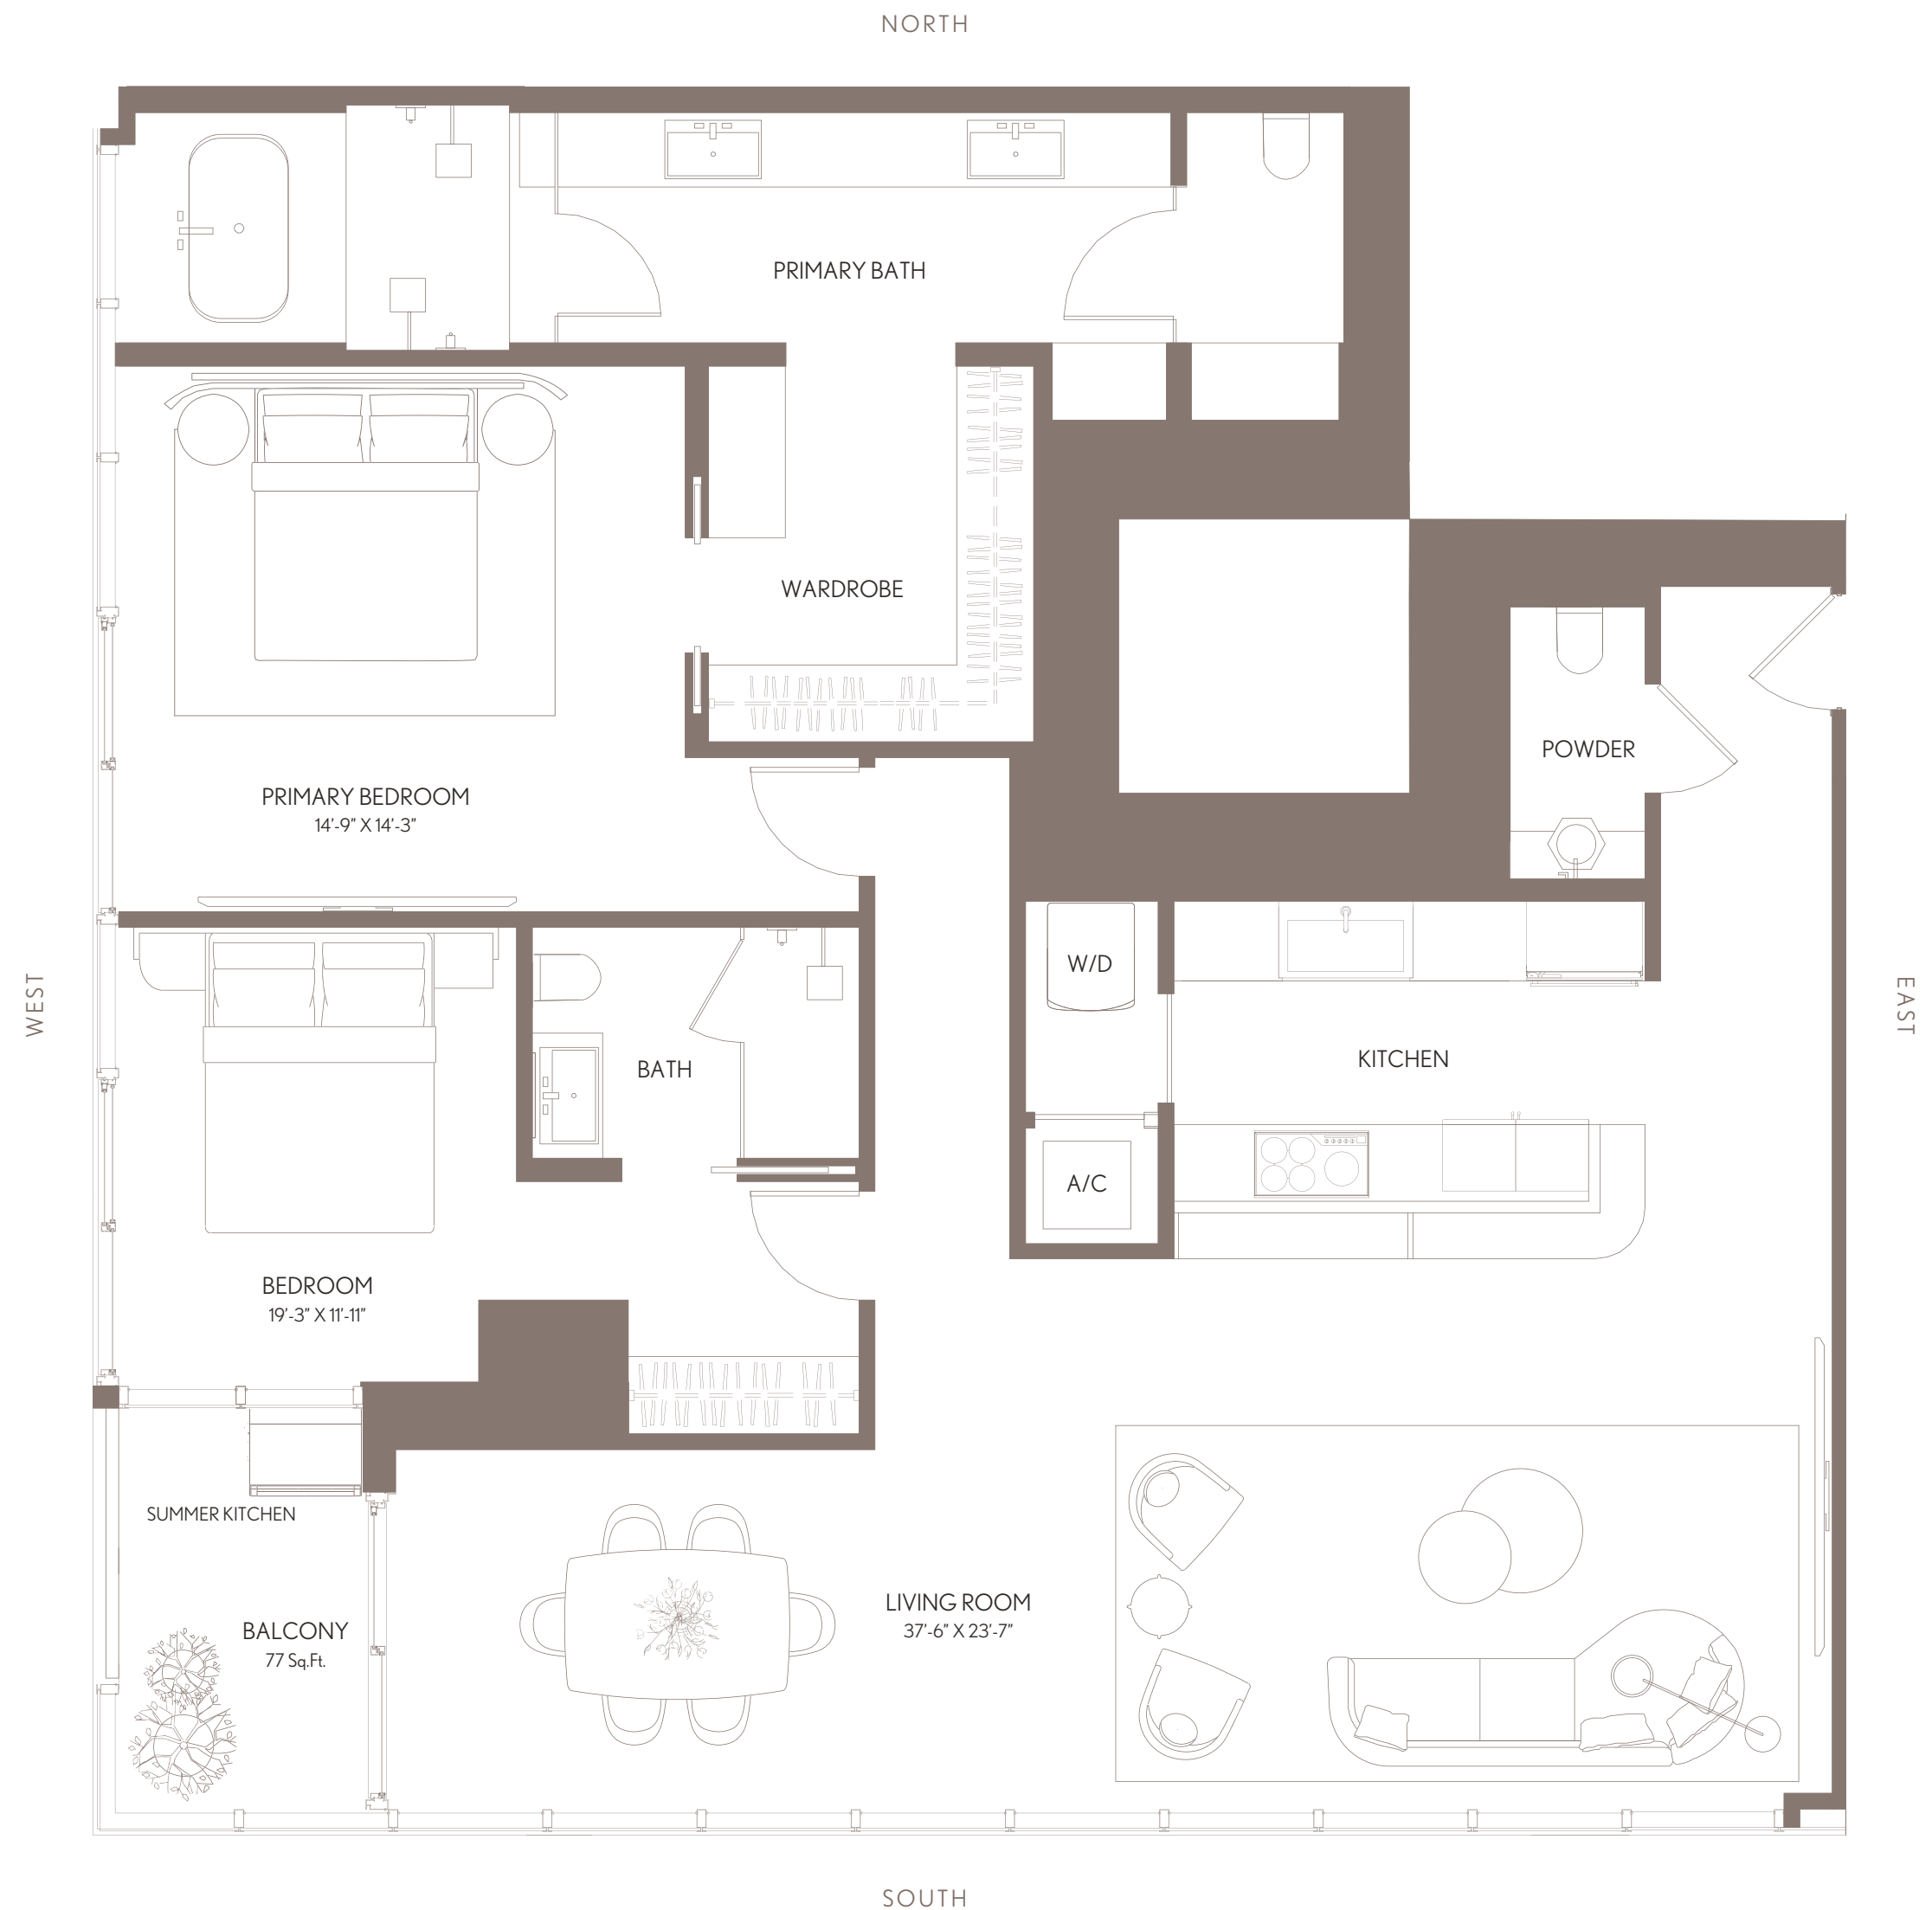 NORTH
PRIMARY BATH
WARDROBE
POWDER
PRIMARY BEDROOM
14'-9" X 14'-3"
W/D
WEST
EAST
KITCHEN
BATH
A/C
BEDROOM
19'-3" X 11'-11"
SUMMER KITCHEN
LIVING ROOM
37'-6" X 23'-7"
BALCONY
77 Sq.Ft.
SOUTH